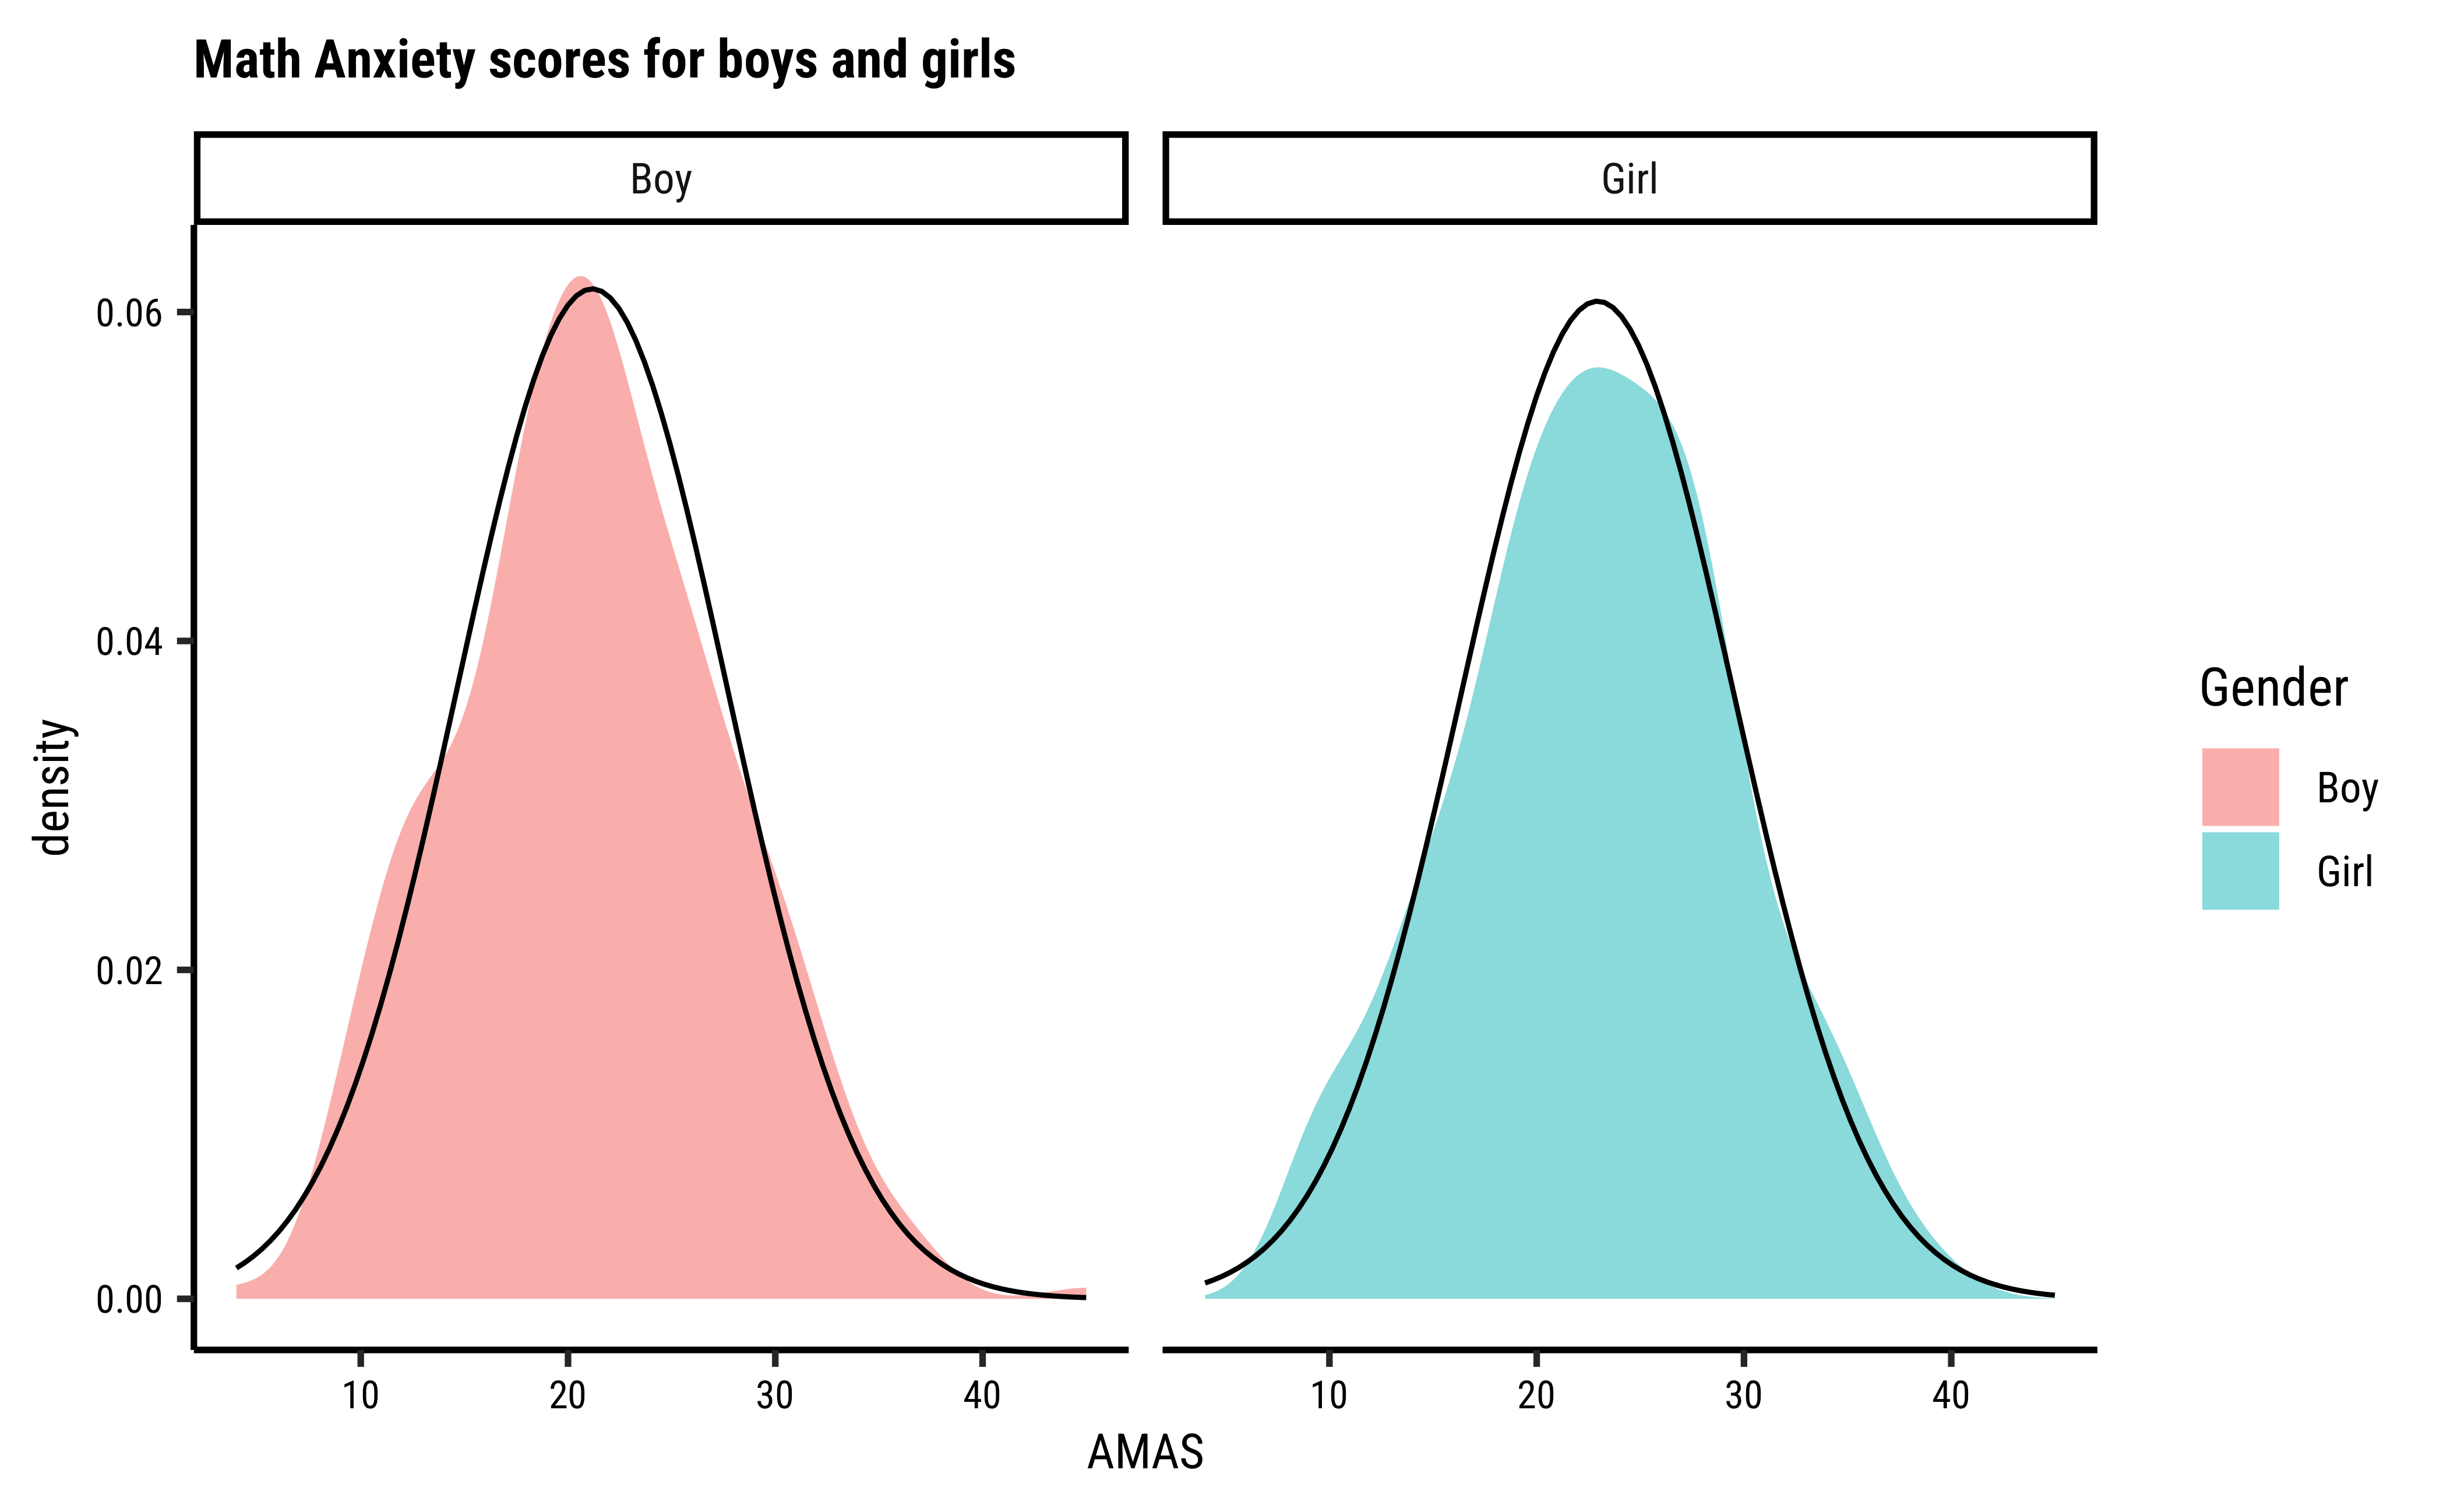 Math Anxiety scores for boys and girls
Boy
Girl
0.06
0.04
0.02
0.00
density
10
20
30
40
10
20
30
40
AMAS
Gender
Boy
Girl